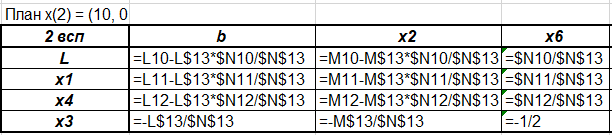 План x(2) = (10, 0
2 всп b x2 x6
L =L10-L$13*$N10/$N$13 =M10-M$13*$N10/$N$13 =$N10/$N$13
x1 =L11-L$13*$N11/$N$13 =M11-M$13*$N11/$N$13 =$N11/$N$13
x4 =L12-L$13*$N12/$N$13 =M12-M$13*$N12/$N$13 =$N12/$N$13
x3 =-L$13/$N$13 =-M$13/$N$13 =-1/2